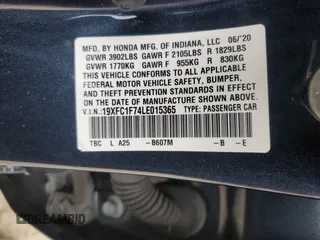 MFD. BY HONDA MFG. OF INDIANA, LLC 06/'20
GVWR 3902LBS GAWR F 2105LBS R 1829LBS
GVWR 1770KG GAWR F 955KG R 830KG
THIS VEHICLE CONFORMS TO ALL APPLICABLE
FEDERAL MOTOR VEHICLE SAFETY, BUMPER,
AND THEFT PREVENTION STANDARDS IN EFFECT
ON THE DATE OF MANUFACTURE SHOWN ABOVE.
V.I.N.: 19XFC1F74LE015365 TYPE: PASSENGER CAR
TBC L A25 -B607M -B -E
DREAMBID